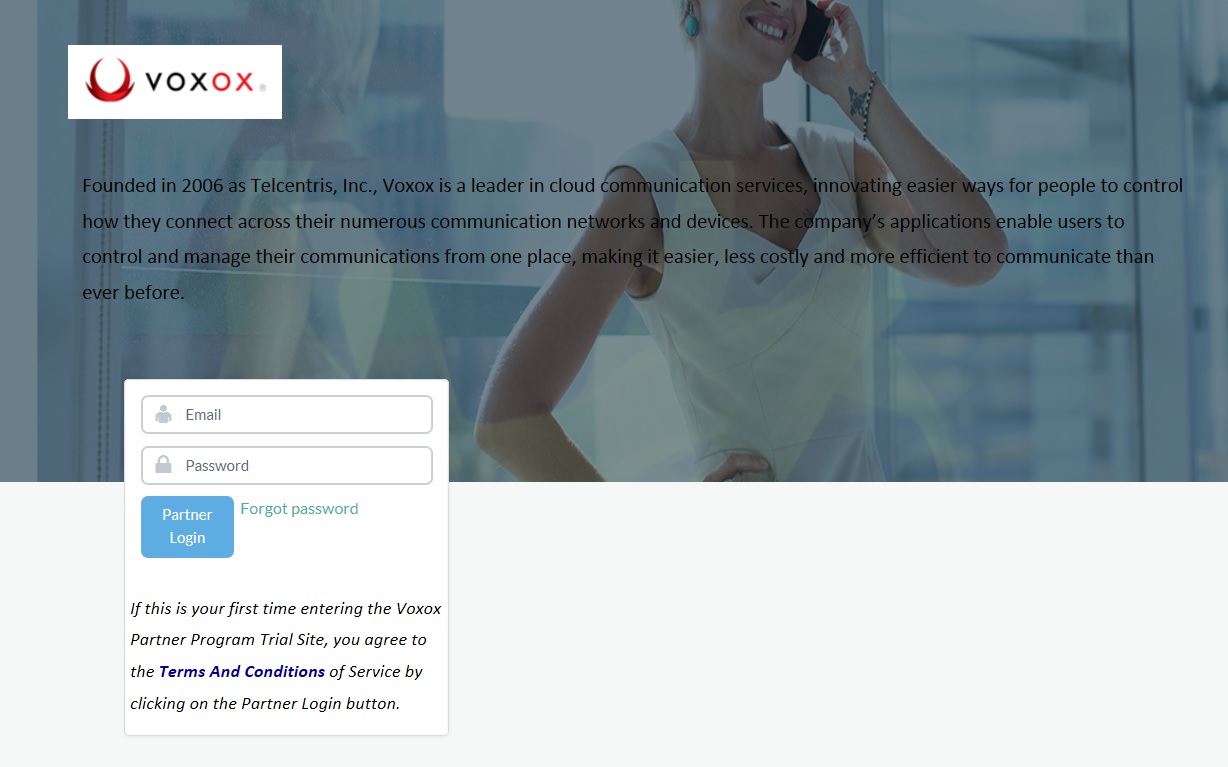 VOXOX®
Founded in 2006 as Telcentris, Inc., Voxox is a leader in cloud communication services, innovating easier ways for people to control
how they connect across their numerous communication networks and devices. The company’s applications enable users to
control and manage their communications from one place, making it easier, less costly and more efficient to communicate than
ever before.
Email
Password
Partner
Login
Forgot password
If this is your first time entering the Voxox
Partner Program Trial Site, you agree to
the Terms And Conditions of Service by
clicking on the Partner Login button.